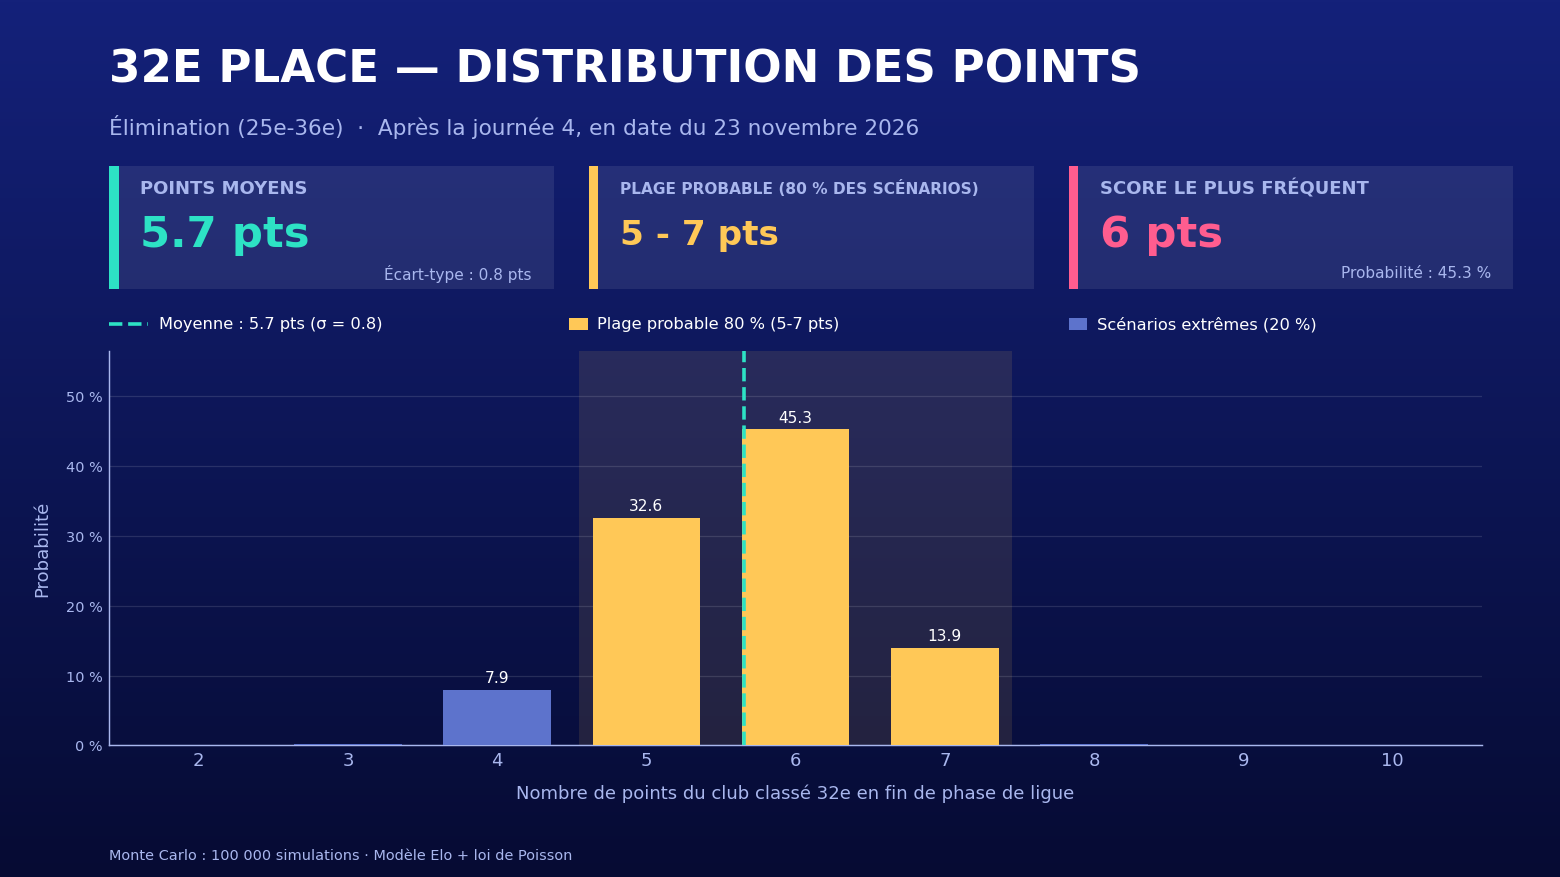 32E PLACE — DISTRIBUTION DES POINTS
Élimination (25e-36e)  ·  Après la journée 4, en date du 23 novembre 2026
POINTS MOYENS
5.7 pts
Écart-type : 0.8 pts
PLAGE PROBABLE (80 % DES SCÉNARIOS)
5 - 7 pts
SCORE LE PLUS FRÉQUENT
6 pts
Probabilité : 45.3 %
Moyenne : 5.7 pts (σ = 0.8)
Plage probable 80 % (5-7 pts)
Scénarios extrêmes (20 %)
Probabilité
50 %
40 %
30 %
20 %
10 %
0 %
7.9
32.6
45.3
13.9
2 3 4 5 6 7 8 9 10
Nombre de points du club classé 32e en fin de phase de ligue
Monte Carlo : 100 000 simulations · Modèle Elo + loi de Poisson